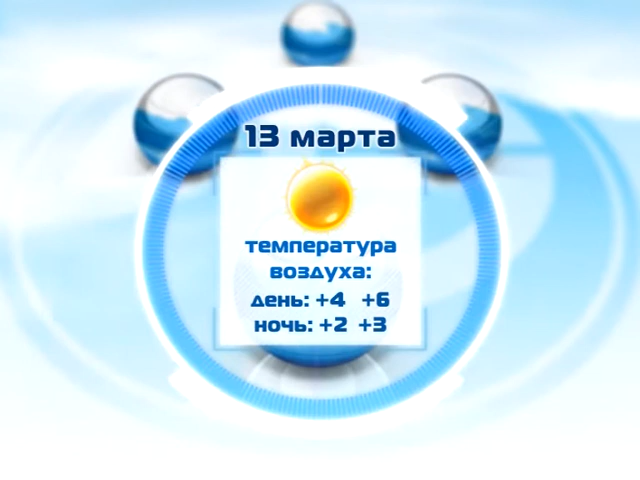 13 марта
температура
воздуха:
день: +4 +6
ночь: +2 +3